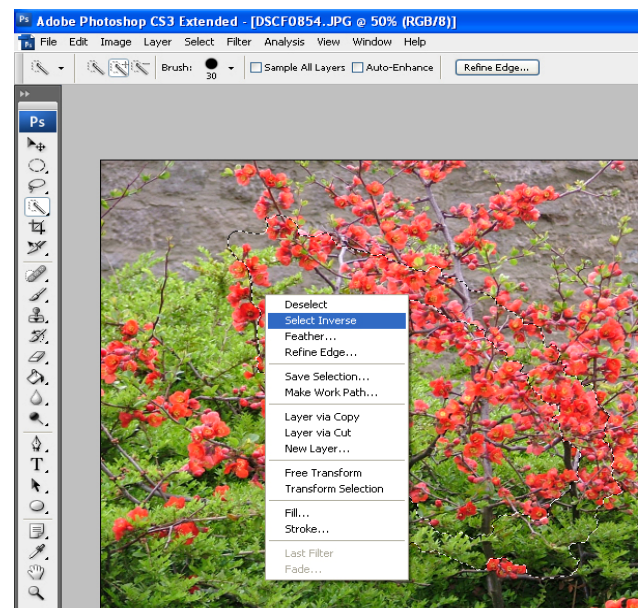 Ps Adobe Photoshop CS3 Extended - [DSCF0854.JPG @ 50% (RGB/8)]
Ps File Edit Image Layer Select Filter Analysis View Window Help
Brush: 30 Sample All Layers Auto-Enhance Refine Edge...
Ps
T
Deselect
Select Inverse
Feather...
Refine Edge...
Save Selection...
Make Work Path...
Layer via Copy
Layer via Cut
New Layer...
Free Transform
Transform Selection
Fill...
Stroke...
Last Filter
Fade...